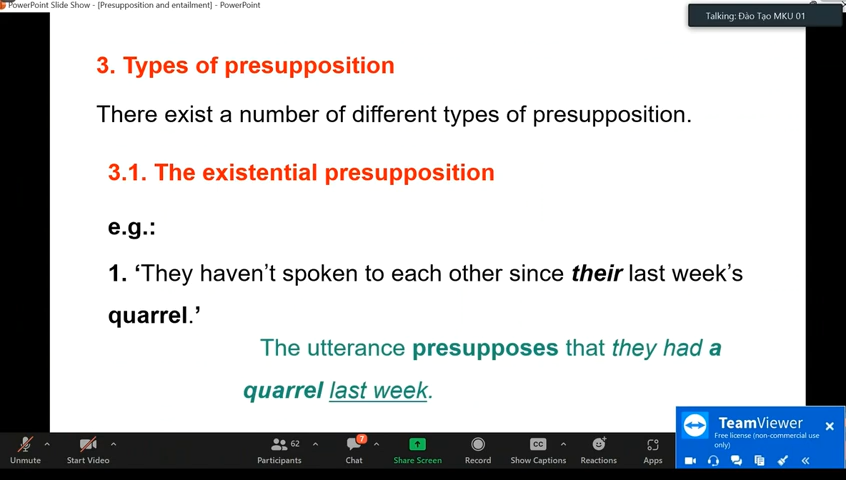 PowerPoint Slide Show - [Presupposition and entailment] - PowerPoint
Talking: Đào Tạo MKU 01
3. Types of presupposition
There exist a number of different types of presupposition.
3.1. The existential presupposition
e.g.:
1. ‘They haven’t spoken to each other since their last week’s
quarrel.’
The utterance presupposes that they had a
quarrel last week.
TeamViewer
Free license (non-commercial use
only)
62
7
CC
Unmute
Start Video
Participants
Chat
Share Screen
Record
Show Captions
Reactions
Apps